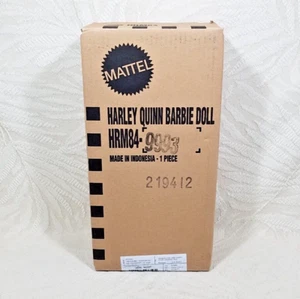 MATTEL
HARLEY QUINN BARBIE DOLL
HRM84-9993
MADE IN INDONESIA - 1 PIECE
219412